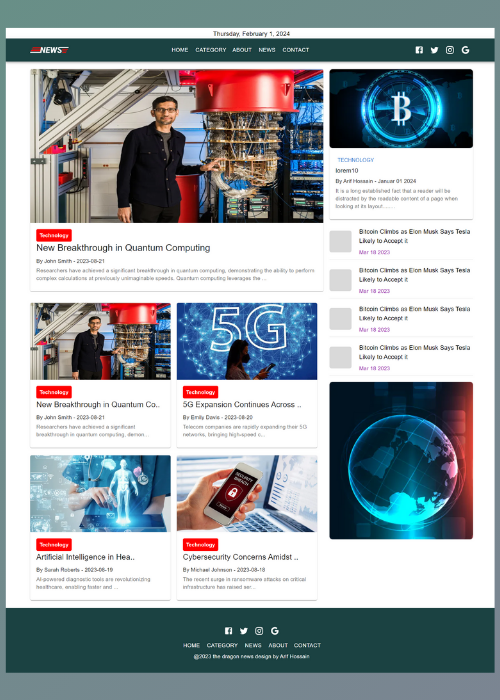 Thursday, February 1, 2024
NEWS
HOME CATEGORY ABOUT NEWS CONTACT
Technology
New Breakthrough in Quantum Computing
By John Smith - 2023-08-21
Researchers have achieved a significant breakthrough in quantum computing, demonstrating the ability to perform
complex calculations at previously unimaginable speeds. Quantum computing leverages the ...
Technology
New Breakthrough in Quantum Co..
By John Smith - 2023-08-21
Researchers have achieved a significant
breakthrough in quantum computing, demon...
5G
Technology
5G Expansion Continues Across ..
By Emily Davis - 2023-08-20
Telecom companies are rapidly expanding their 5G
networks, bringing high-speed c...
Technology
Artificial Intelligence in Hea..
By Sarah Roberts - 2023-08-19
AI-powered diagnostic tools are revolutionizing
healthcare, enabling faster and ...
SECURITY
BREACH
Technology
Cybersecurity Concerns Amidst ..
By Michael Johnson - 2023-08-18
The recent surge in ransomware attacks on critical
infrastructure has raised ser...
TECHNOLOGY
lorem10
By Arif Hossain - Januar 01 2024
It is a long established fact that a reader will be
distracted by the readable content of a page when
looking at its layout. ......
Bitcoin Climbs as Elon Musk Says Tesla
Likely to Accept it
Mar 18 2023
Bitcoin Climbs as Elon Musk Says Tesla
Likely to Accept it
Mar 18 2023
Bitcoin Climbs as Elon Musk Says Tesla
Likely to Accept it
Mar 18 2023
Bitcoin Climbs as Elon Musk Says Tesla
Likely to Accept it
Mar 18 2023
HOME CATEGORY NEWS ABOUT CONTACT
@2023 the dragon news design by Arif Hossain